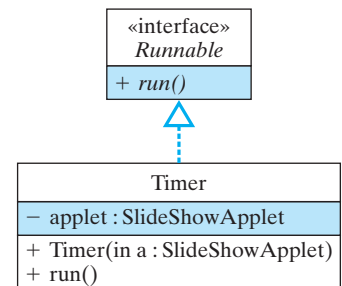 «interface»
Runnable
+ run()
Timer
− applet : SlideShowApplet
+ Timer(in a : SlideShowApplet)
+ run()